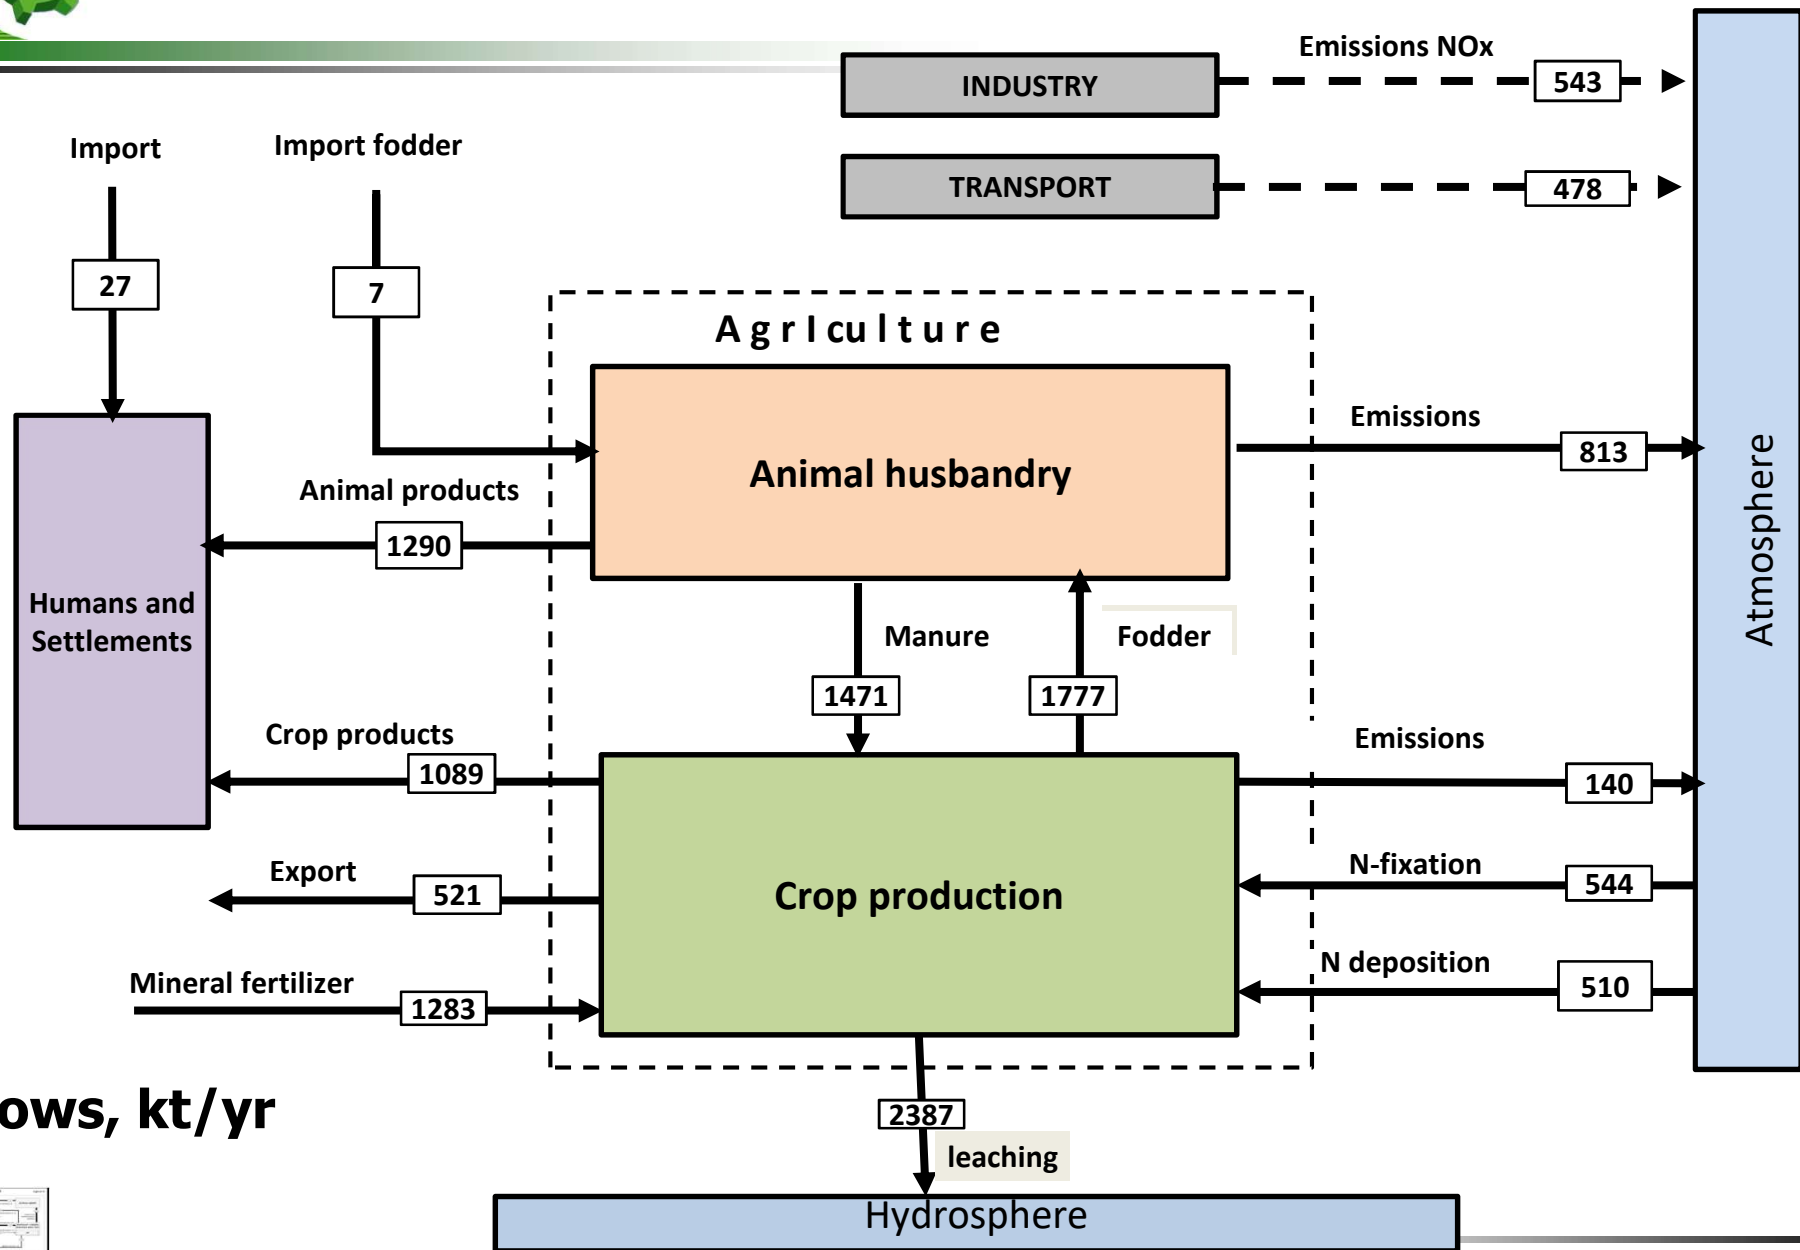 Emissions NOx
INDUSTRY
543
Import
Import fodder
TRANSPORT
478
27
7
A g r I cu l t u r e
Emissions
813
Animal husbandry
Animal products
1290
Atmosphere
Humans and
Settlements
Manure
Fodder
1471
1777
Crop products
1089
Emissions
140
Export
521
Crop production
N-fixation
544
Mineral fertilizer
1283
N deposition
510
ows, kt/yr
2387
leaching
Hydrosphere